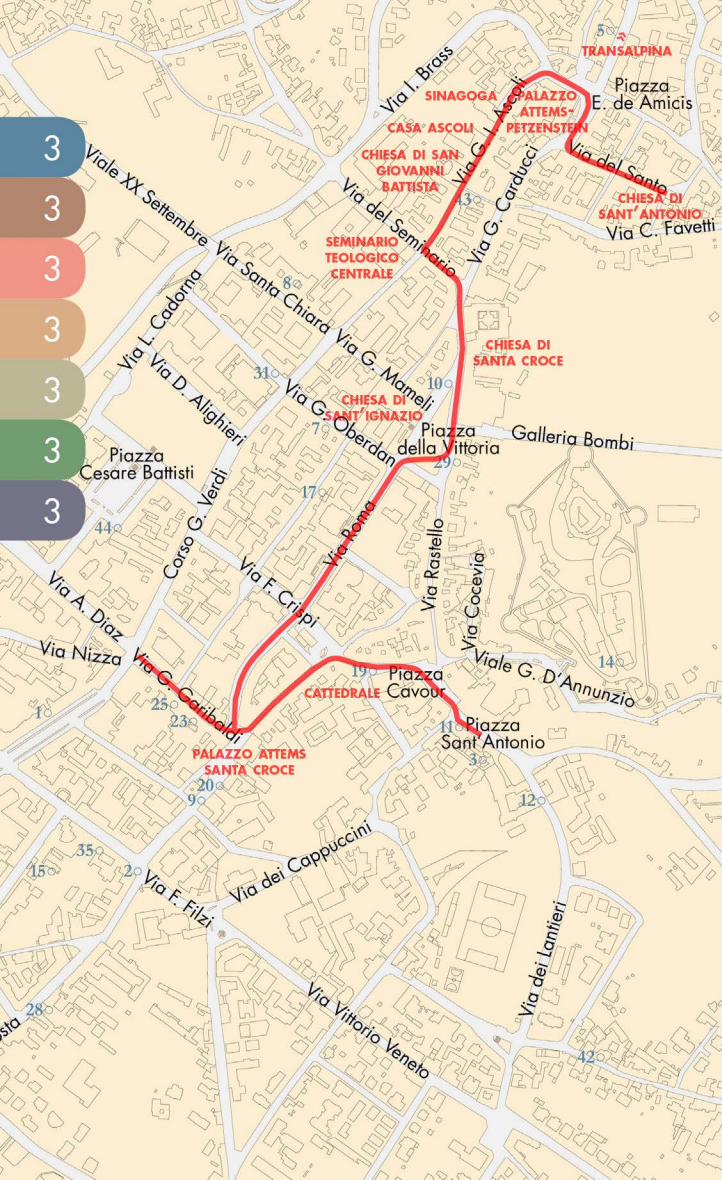 5
TRANSALPINA
Via I. Brass
Piazza
E. de Amicis
SINAGOGA
PALAZZO
ATTEMS-
PETZENSTEIN
CASA ASCOLI
Via G. I. Ascoli
CHIESA DI SAN
GIOVANNI
BATTISTA
Via del Santo
3
Viale XX Settembre
Via del Seminario
43
Via G. Carducci
CHIESA DI
SANT'ANTONIO
Via C. Favetti
3
SEMINARIO
TEOLOGICO
CENTRALE
Via Santa Chiara
8
3
Via L. Cadorna
3
Via G. Mameli
CHIESA DI
SANTA CROCE
Via D. Alighieri
31
10
3
Via G. Oberdan
CHIESA DI
SANT'IGNAZIO
7
Piazza
della Vittoria
Galleria Bombi
3
Piazza
Cesare Battisti
29
17
3
44
Corso G. Verdi
Via Roma
Via Rastello
Via Cocevia
Via A. Diaz
Via F. Crispi
Via Nizza
Via G. Garibaldi
19
CATTEDRALE
Piazza
Cavour
Viale G. D'Annunzio
14
1
25
23
11
Piazza
Sant'Antonio
3
PALAZZO ATTEMS
SANTA CROCE
20
9
12
35
15
2
Via dei Cappuccini
Via F. Filzi
Via dei Lantieri
28
Via Vittorio Veneto
42